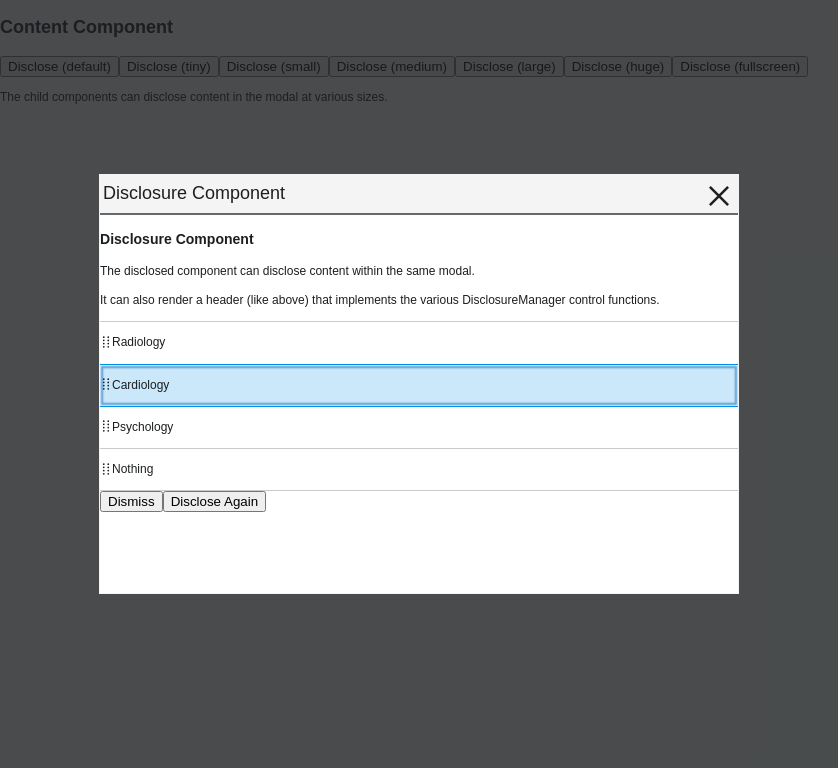 Content Component
Disclose (default) Disclose (tiny) Disclose (small) Disclose (medium) Disclose (large) Disclose (huge) Disclose (fullscreen)
The child components can disclose content in the modal at various sizes.
Disclosure Component
Disclosure Component
The disclosed component can disclose content within the same modal.
It can also render a header (like above) that implements the various DisclosureManager control functions.
Radiology
Cardiology
Psychology
Nothing
Dismiss Disclose Again